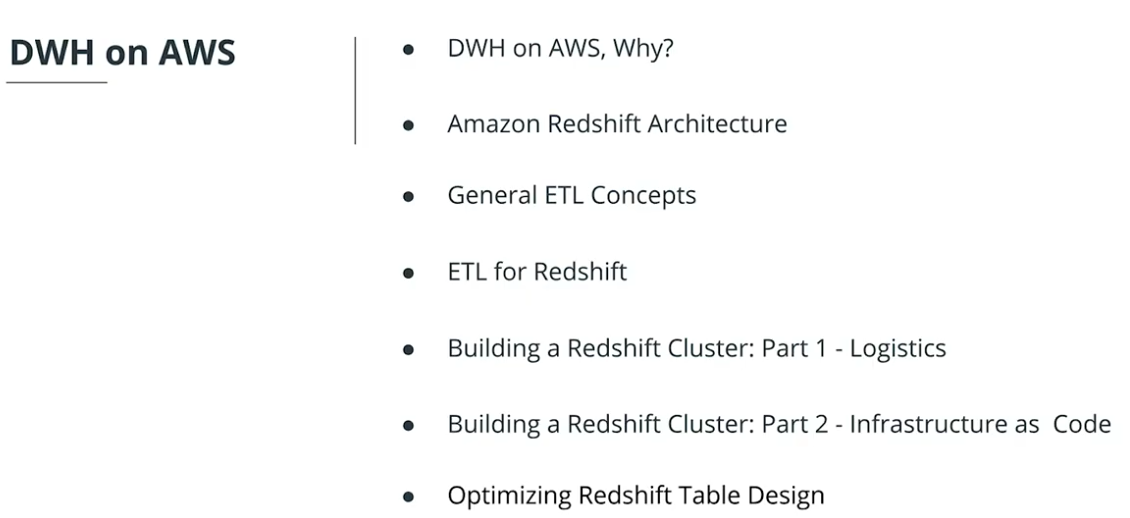 DWH on AWS
● DWH on AWS, Why?
● Amazon Redshift Architecture
● General ETL Concepts
● ETL for Redshift
● Building a Redshift Cluster: Part 1 - Logistics
● Building a Redshift Cluster: Part 2 - Infrastructure as  Code
● Optimizing Redshift Table Design